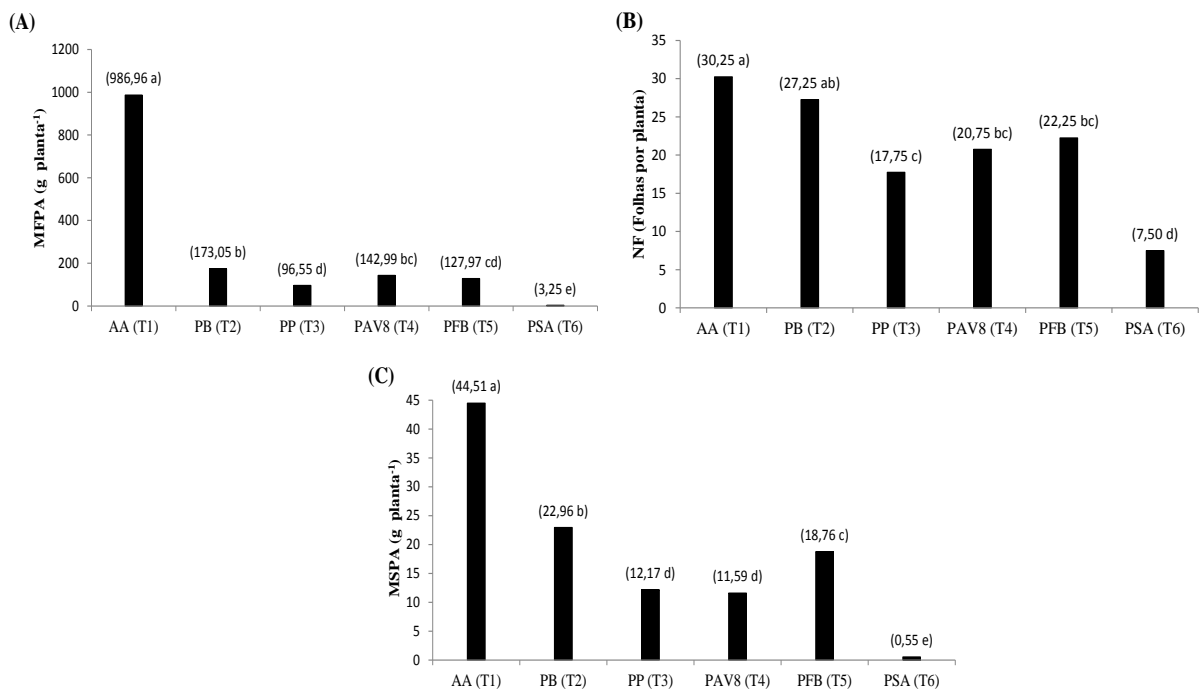 (A)
MFPA (g planta-1)
1200
1000
800
600
400
200
0
(986,96 a)
(173,05 b)
(96,55 d)
(142,99 bc)
(127,97 cd)
(3,25 e)
AA (T1) PB (T2) PP (T3) PAV8 (T4) PFB (T5) PSA (T6)
(B)
NF (Folhas por planta)
35
30
25
20
15
10
5
0
(30,25 a)
(27,25 ab)
(17,75 c)
(20,75 bc)
(22,25 bc)
(7,50 d)
AA (T1) PB (T2) PP (T3) PAV8 (T4) PFB (T5) PSA (T6)
(C)
MSPA (g planta-1)
45
40
35
30
25
20
15
10
5
0
(44,51 a)
(22,96 b)
(12,17 d)
(11,59 d)
(18,76 c)
(0,55 e)
AA (T1) PB (T2) PP (T3) PAV8 (T4) PFB (T5) PSA (T6)